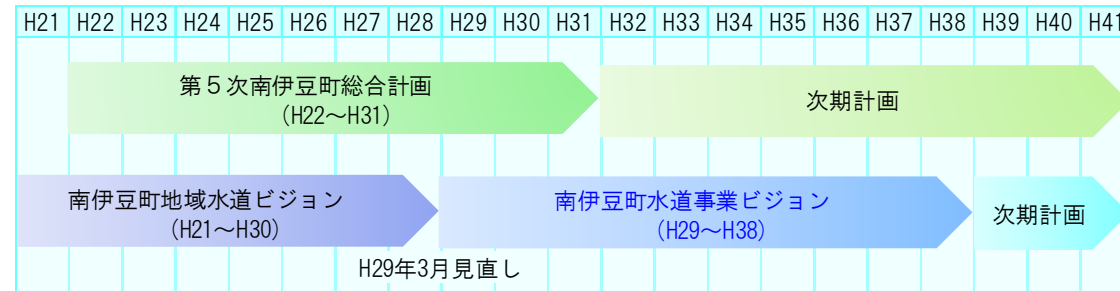 H21 H22 H23 H24 H25 H26 H27 H28 H29 H30 H31 H32 H33 H34 H35 H36 H37 H38 H39 H40 H41
第５次南伊豆町総合計画
（H22～H31）
次期計画
南伊豆町地域水道ビジョン
（H21～H30）
南伊豆町水道事業ビジョン
（H29～H38）
次期計画
H29年3月見直し